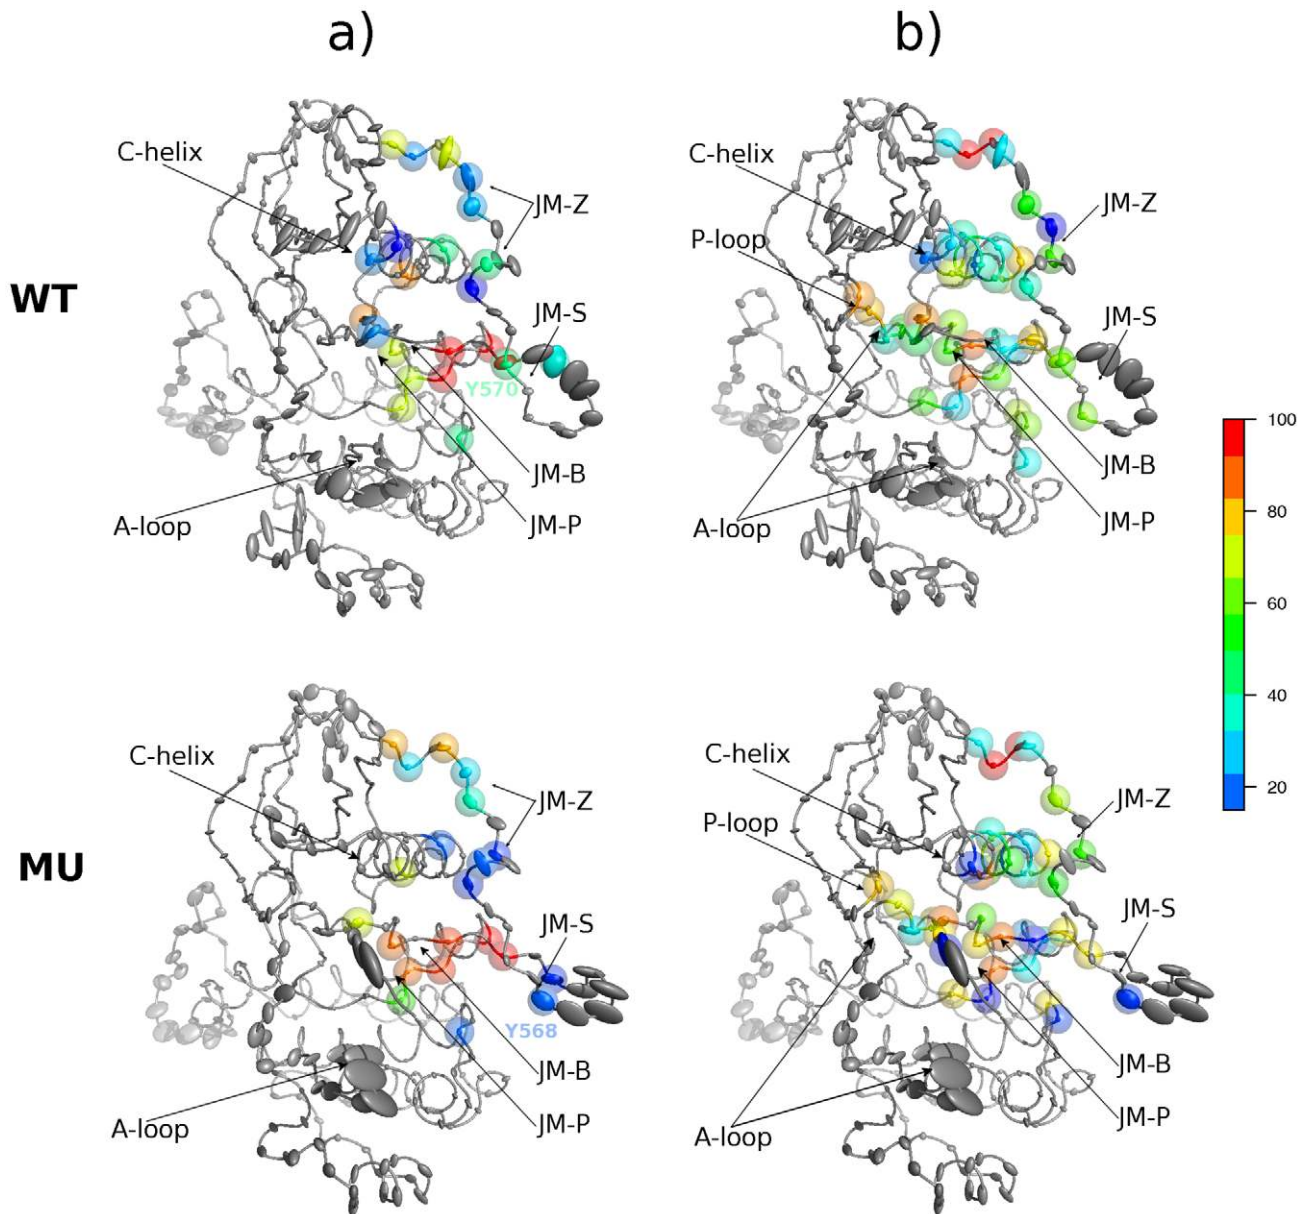 a)
b)
WT
C-helix
JM-Z
JM-S
Y570
JM-B
JM-P
A-loop
C-helix
P-loop
JM-Z
JM-S
JM-B
JM-P
A-loop
100
80
60
40
20
MU
C-helix
JM-Z
JM-S
Y568
JM-B
JM-P
A-loop
C-helix
P-loop
JM-Z
JM-S
JM-B
JM-P
A-loop